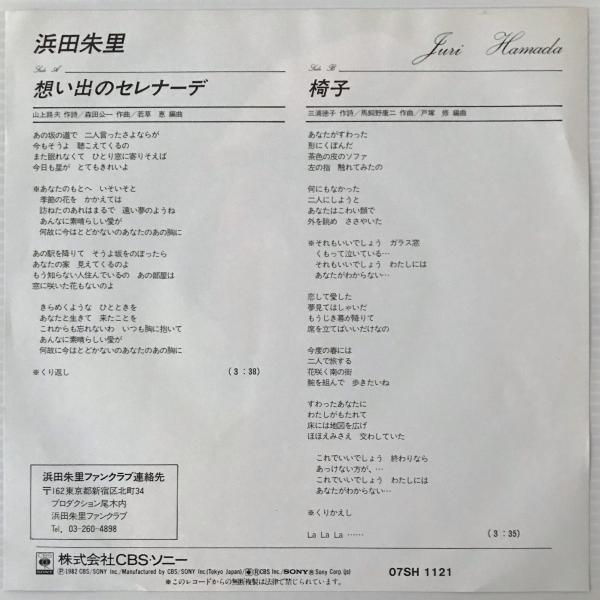 浜田朱里
Juri Hamada
Side A
想い出のセレナーデ
山上路夫 作詩／森田公一 作曲／若草 恵 編曲
あの坂の道で 二人言ったさよならが
今もそうよ 聴こえてくるの
また眠れなくて ひとり窓に寄りそえば
今日も星が とてもきれいよ
※あなたのもとへ いそいそと
季節の花を かかえては
訪ねたのあれはまるで 遠い夢のようね
あんなに素晴らしい愛が
何故に今はとどかないのあなたのあの胸に
あの駅を降りて そうよ坂をのぼったら
あなたの家 見えてくるのよ
もう知らない人住んでいるの あの部屋は
窓に咲いた花もないのよ
きらめくような ひとときを
あなたと生きて 来たことを
これからも忘れないわ いつも胸に抱いて
あんなに素晴らしい愛が
何故に今はとどかないのあなたのあの胸に
※くり返し (3：38)
Side B
椅子
三浦徳子 作詩／馬飼野康二 作曲／戸塚 修 編曲
あなたがすわった
形にくぼんだ
茶色の皮のソファ
左の指 触れてみたの
何にもなかった
二人にしようと
あなたはこわい顔で
外を眺め ささやいた
※それもいいでしょう ガラス窓
くもって泣いている…
それもいいでしょう わたしには
あなたがわからない…
恋して愛した
夢見てはしゃいだ
もうじき幕が降りて
席を立てばいいだけなの
今度の春には
二人で旅する
花咲く南の街
腕を組んで 歩きたいね
すわったあなたに
わたしがもたれて
床には地図を広げ
ほほえみさえ 交わしていた
これでいいでしょう 終わりなら
あっけない方が、…
これでいいでしょう わたしには
あなたがわからない…
※くりかえし
La La La …… (3：35)
浜田朱里ファンクラブ連絡先
〒162東京都新宿区北町34
プロダクション尾木内
浜田朱里ファンクラブ
Tel. 03-260-4898
株式会社CBS・ソニー
Ⓟ1982 CBS/SONY Inc./Manufactured by CBS/SONY Inc.(Tokyo Japan)/®CBS Inc./SONY® Sony Corp. (js)
07SH 1121
※このレコードからの無断複製は法律で禁じられています。